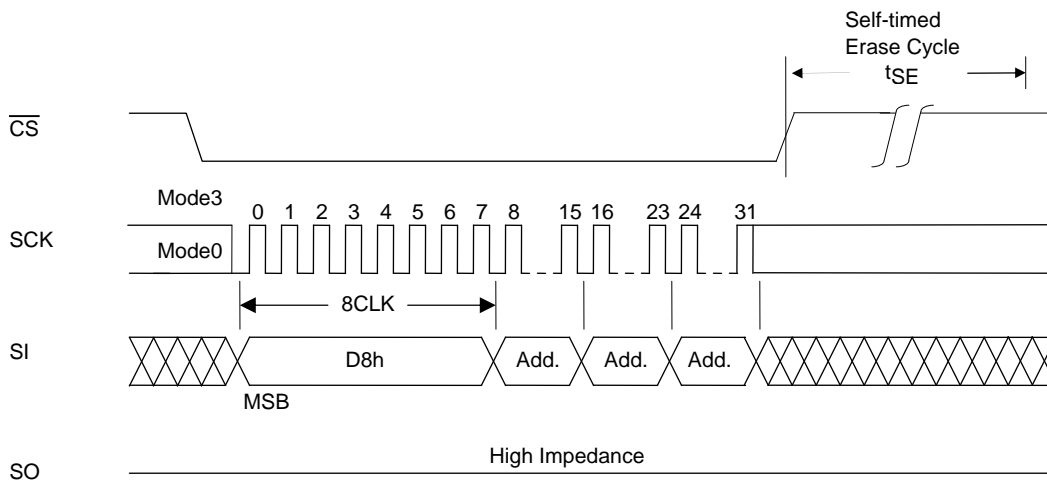 Self-timed
Erase Cycle
tSE
CS
Mode3
SCK
Mode0
0 1 2 3 4 5 6 7 8 15 16 23 24 31
8CLK
SI
D8h Add. Add. Add.
MSB
High Impedance
SO